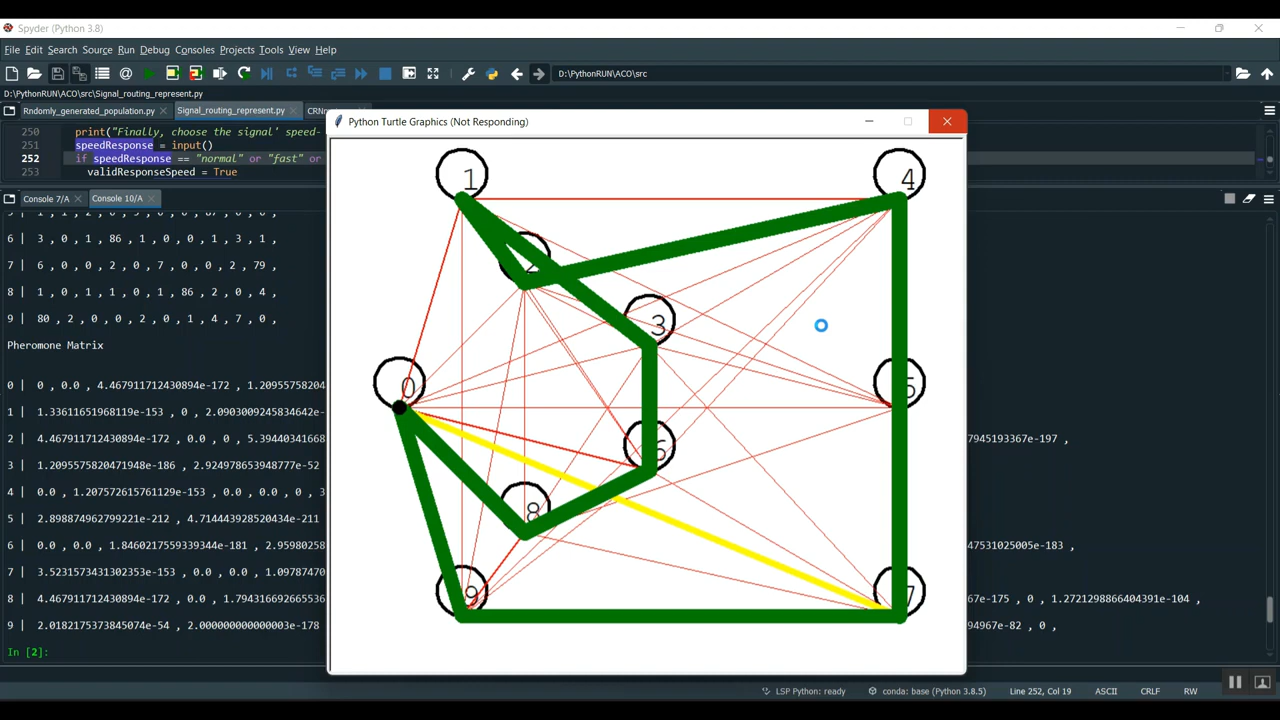 Spyder (Python 3.8)
File Edit Search Source Run Debug Consoles Projects Tools View Help
D:\PythonRUN\ACO\src
D:\PythonRUN\ACO\src\Signal_routing_represent.py
Rndomly_generated_population.py Signal_routing_represent.py
250 print("Finally, choose the signal' speed-
251 speedResponse = input()
252 if speedResponse == "normal" or "fast" or
253 validResponseSpeed = True
Console 7/A Console 10/A
6 | 3 , 0 , 1 , 86 , 1 , 0 , 0 , 1 , 3 , 1 ,
7 | 6 , 0 , 0 , 2 , 0 , 7 , 0 , 0 , 2 , 79 ,
8 | 1 , 0 , 1 , 1 , 0 , 1 , 86 , 2 , 0 , 4 ,
9 | 80 , 2 , 0 , 0 , 2 , 0 , 1 , 4 , 7 , 0 ,
Pheromone Matrix
0 | 0 , 0.0 , 4.467911712430894e-172 , 1.20955758204
1 | 1.33611651968119e-153 , 0 , 2.0903009245834642e-
2 | 4.467911712430894e-172 , 0.0 , 0 , 5.39440341668 7945193367e-197 ,
3 | 1.2095575820471948e-186 , 2.924978653948777e-52
4 | 0.0 , 1.207572615761129e-153 , 0.0 , 0.0 , 0 , 3
5 | 2.898874962799221e-212 , 4.714443928520434e-211
6 | 0.0 , 0.0 , 1.8460217559339344e-181 , 2.95980258 47531025005e-183 ,
7 | 3.5231573431302353e-153 , 0.0 , 0.0 , 1.09787470
8 | 4.467911712430894e-172 , 0.0 , 1.79431669266553​6 67e-175 , 0 , 1.2721298866404391e-104 ,
9 | 2.0182175373845074e-54 , 2.000000000000003e-178 94967e-82 , 0 ,
In [2]:
Python Turtle Graphics (Not Responding)
1
4
3
0
5
6
8
9
7
LSP Python: ready conda: base (Python 3.8.5) Line 252, Col 19 ASCII CRLF RW